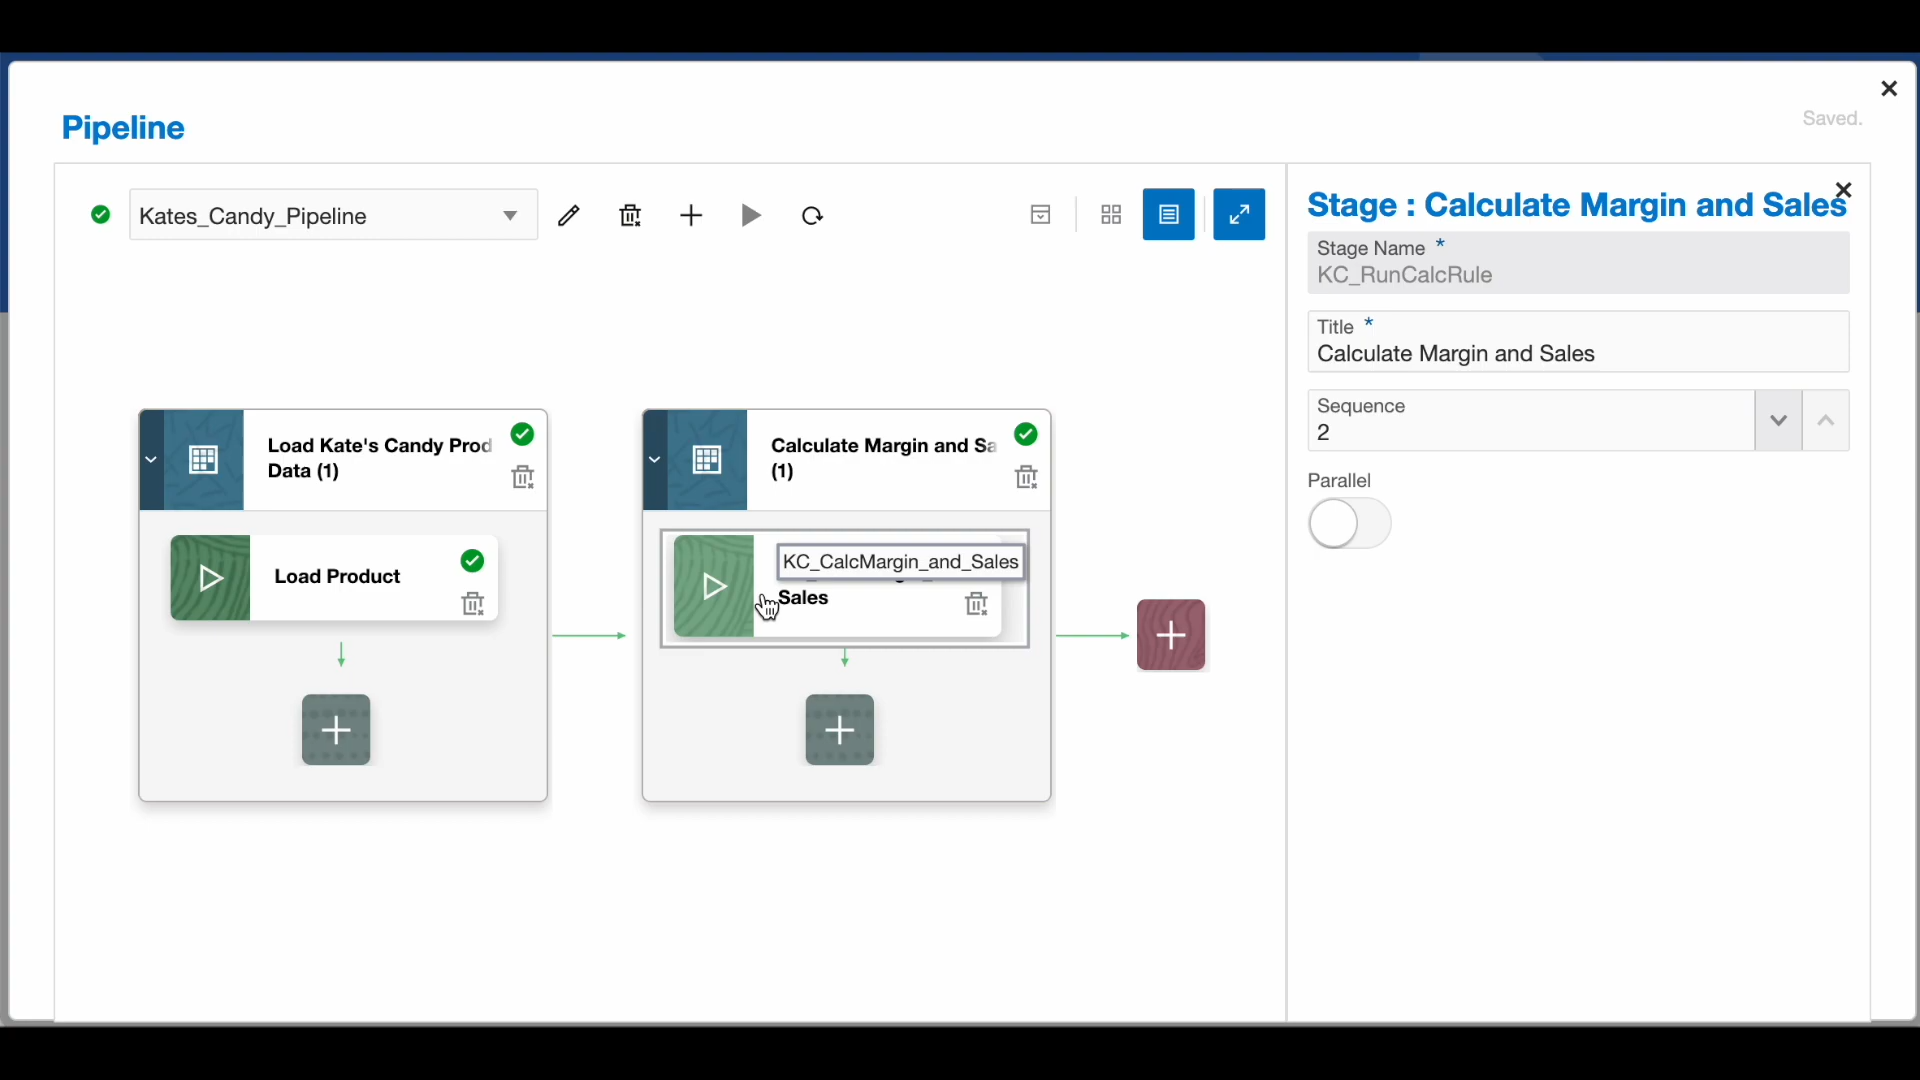 Saved.
Pipeline
Kates_Candy_Pipeline
Load Kate's Candy Prod
Data (1)
Load Product
Calculate Margin and Sa
(1)
KC_CalcMargin_and_Sales
Sales
Stage : Calculate Margin and Sales
Stage Name *
KC_RunCalcRule
Title *
Calculate Margin and Sales
Sequence
2
Parallel